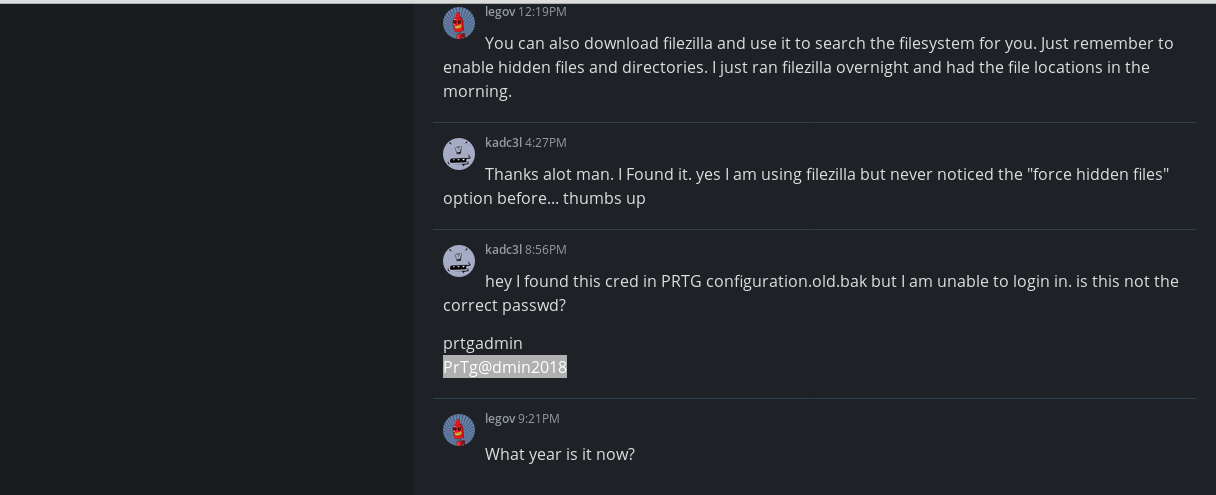 legov 12:19PM
You can also download filezilla and use it to search the filesystem for you. Just remember to
enable hidden files and directories. I just ran filezilla overnight and had the file locations in the
morning.
kadc3l 4:27PM
Thanks alot man. I Found it. yes I am using filezilla but never noticed the "force hidden files"
option before... thumbs up
kadc3l 8:56PM
hey I found this cred in PRTG configuration.old.bak but I am unable to login in. is this not the
correct passwd?
prtgadmin
PrTg@dmin2018
legov 9:21PM
What year is it now?